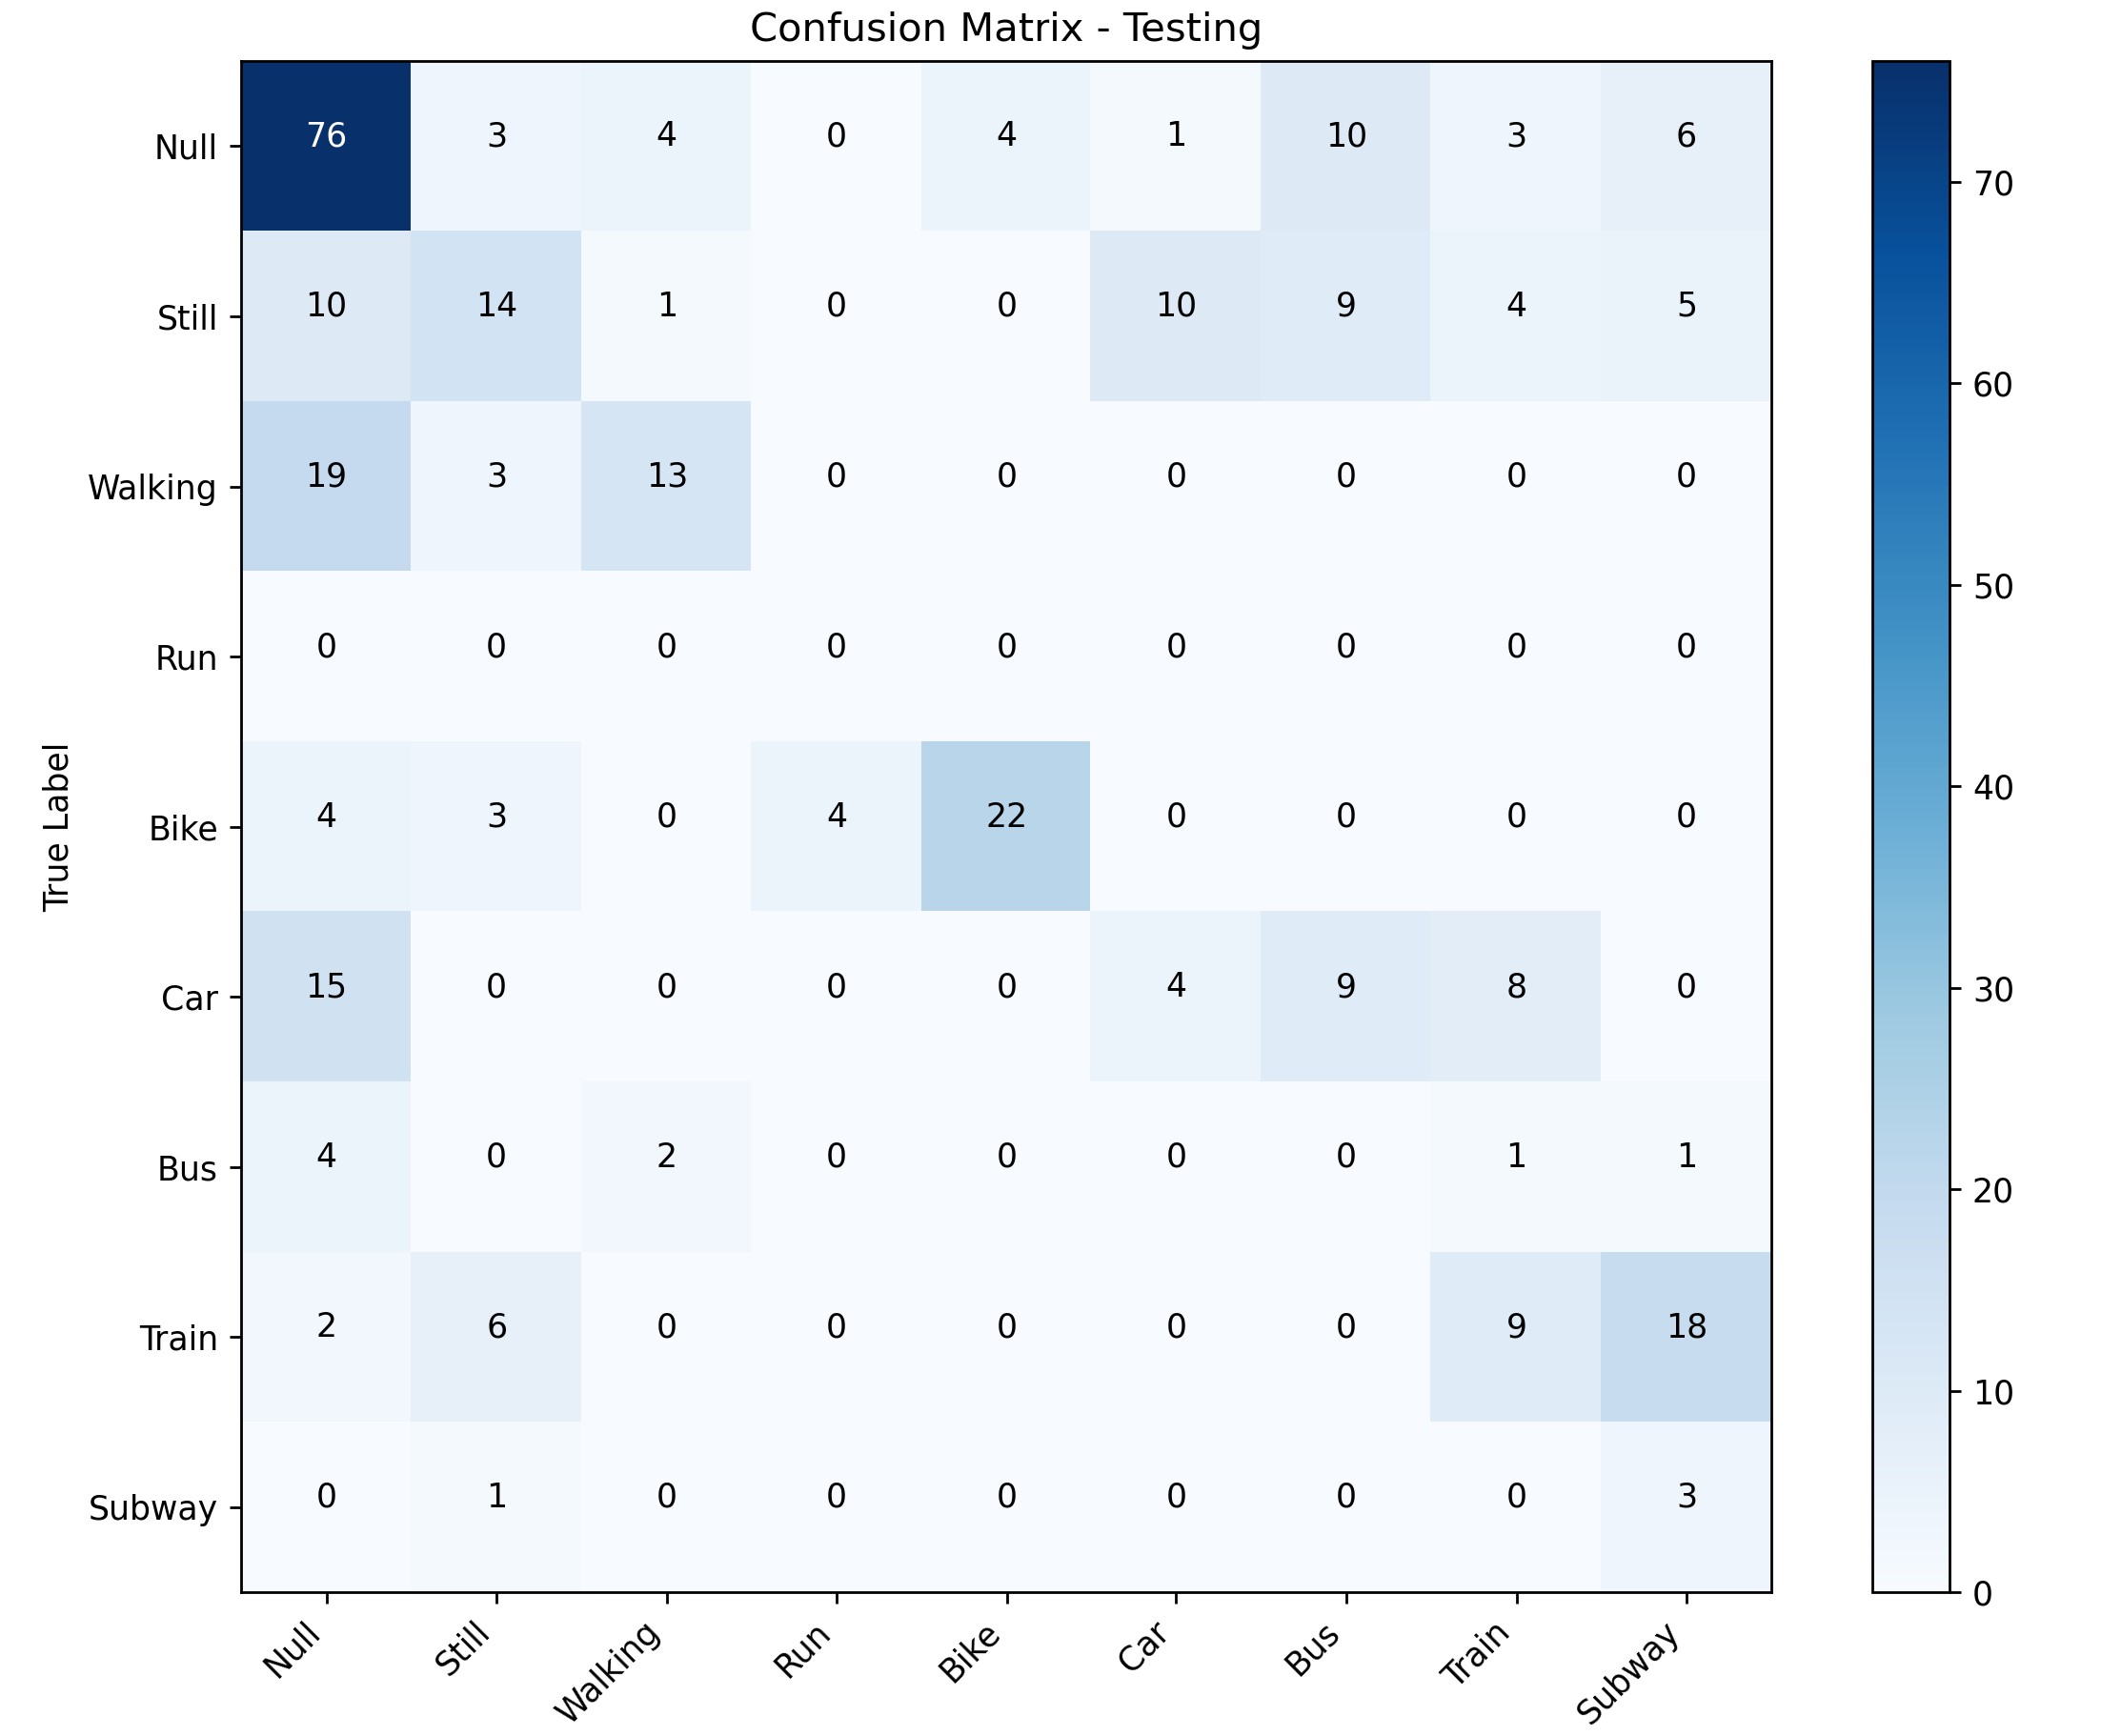 Confusion Matrix - Testing
Null 76 3 4 0 4 1 10 3 6
Still 10 14 1 0 0 10 9 4 5
Walking 19 3 13 0 0 0 0 0 0
Run 0 0 0 0 0 0 0 0 0
Bike 4 3 0 4 22 0 0 0 0
Car 15 0 0 0 0 4 9 8 0
Bus 4 0 2 0 0 0 0 1 1
Train 2 6 0 0 0 0 0 9 18
Subway 0 1 0 0 0 0 0 0 3
Null Still Walking Run Bike Car Bus Train Subway
True Label
70
60
50
40
30
20
10
0